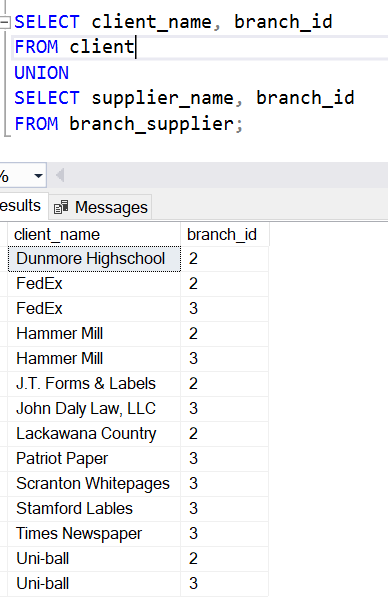 SELECT client_name, branch_id
FROM client
UNION
SELECT supplier_name, branch_id
FROM branch_supplier;
%
esults Messages
client_name branch_id
Dunmore Highschool 2
FedEx 2
FedEx 3
Hammer Mill 2
Hammer Mill 3
J.T. Forms & Labels 2
John Daly Law, LLC 3
Lackawana Country 2
Patriot Paper 3
Scranton Whitepages 3
Stamford Lables 3
Times Newspaper 3
Uni-ball 2
Uni-ball 3